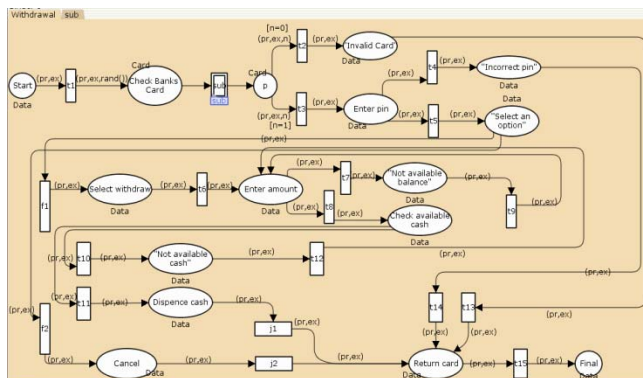 Withdrawal sub
[n=0]
(pr,ex,n)
t2
"Invalid Card"
Data
Card
Check Banks
Card
Start
Data
(pr,ex)
t1
(pr,ex,rand())
sub
sub
Card
p
t3
(pr,ex,n)
[n=1]
(pr,ex)
Enter pin
Data
(pr,ex)
t4
(pr,ex)
"Incorrect pin"
Data
(pr,ex)
t5
(pr,ex)
"Select an
option"
Data
(pr,ex)
f1
(pr,ex)
Select withdraw
Data
(pr,ex)
t6
(pr,ex)
Enter amount
Data
(pr,ex)
t7
(pr,ex)
"Not available
balance"
Data
(pr,ex)
t9
(pr,ex)
t8
(pr,ex)
Check available
cash
Data
(pr,ex)
t10
(pr,ex)
"Not available
cash"
Data
(pr,ex)
t12
(pr,ex)
(pr,ex)
t11
(pr,ex)
Dispence cash
Data
(pr,ex)
j1
(pr,ex)
(pr,ex)
f2
(pr,ex)
Cancel
Data
(pr,ex)
j2
(pr,ex)
(pr,ex)
t14
t13
(pr,ex)
(pr,ex)
Return card
Data
(pr,ex)
t15
(pr,ex)
Final
Data